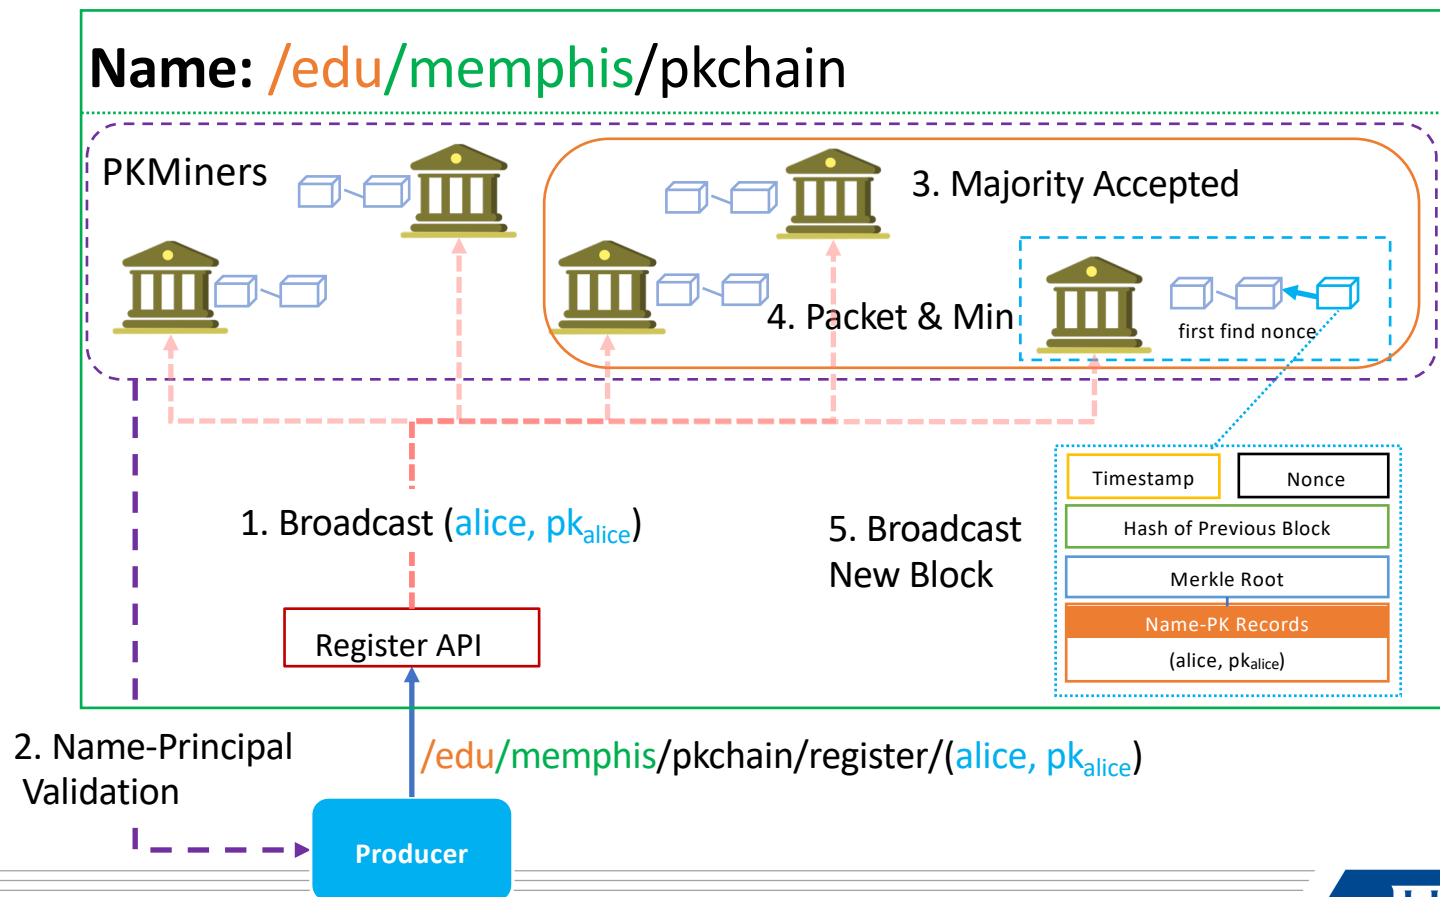 Name: /edu/memphis/pkchain
PKMiners
3. Majority Accepted
4. Packet & Min
first find nonce
1. Broadcast (alice, pkalice)
5. Broadcast
New Block
Timestamp
Nonce
Hash of Previous Block
Merkle Root
Name-PK Records
(alice, pkalice)
Register API
2. Name-Principal
Validation
/edu/memphis/pkchain/register/(alice, pkalice)
Producer